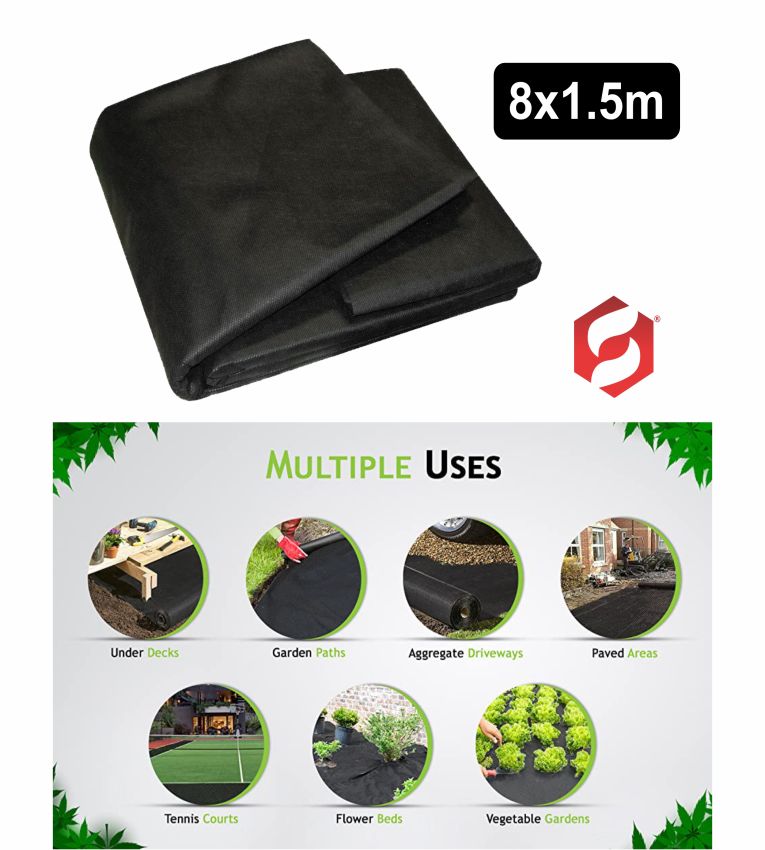 8x1.5m
®
MULTIPLE USES
Under Decks
Garden Paths
Aggregate Driveways
Paved Areas
Tennis Courts
Flower Beds
Vegetable Gardens